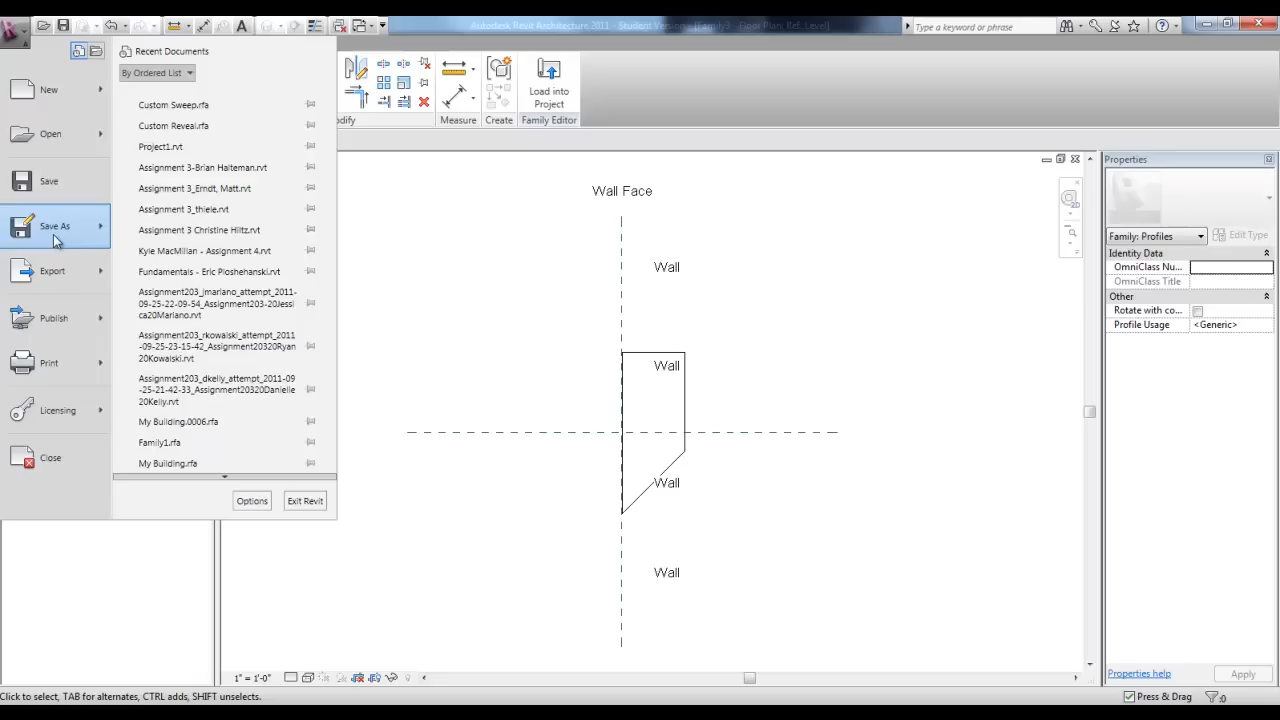 Autodesk Revit Architecture 2011 - Student Version - [Family3 - Floor Plan: Ref. Level]
Type a keyword or phrase
Recent Documents
By Ordered List
New
Open
Save
Save As
Export
Publish
Print
Licensing
Close
Custom Sweep.rfa
Custom Reveal.rfa
Project1.rvt
Assignment 3-Brian Halteman.rvt
Assignment 3_Erndt, Matt.rvt
Assignment 3_thiele.rvt
Assignment 3 Christine Hiltz.rvt
Kyle MacMillan - Assignment 4.rvt
Fundamentals - Eric Ploshehanski.rvt
Assignment203_jmariano_attempt_2011-
09-25-22-09-54_Assignment203-20Jessi
ca20Mariano.rvt
Assignment203_rkowalski_attempt_2011
-09-25-23-15-42_Assignment20320Ryan
20Kowalski.rvt
Assignment203_dkelly_attempt_2011-09
-25-21-42-33_Assignment20320Danielle
20Kelly.rvt
My Building.0006.rfa
Family1.rfa
My Building.rfa
Options
Exit Revit
Load into
Project
odify
Measure
Create
Family Editor
Wall Face
Wall
Wall
Wall
Wall
2D
Properties
Family: Profiles
Edit Type
Identity Data
OmniClass Nu...
OmniClass Title
Other
Rotate with co...
Profile Usage
<Generic>
Properties help
Apply
1" = 1'-0"
Click to select, TAB for alternates, CTRL adds, SHIFT unselects.
Press & Drag
:0